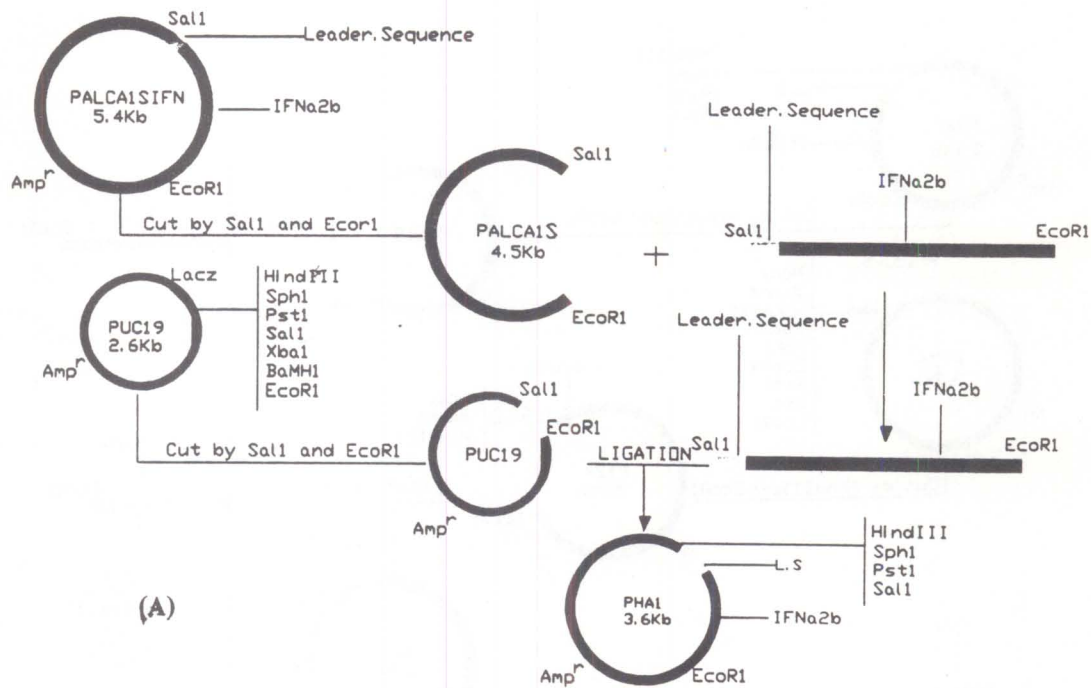 Sal1
Leader.Sequence
PALCA1SIFN
5.4Kb
IFNa2b
Amp^r
EcoR1
Cut by Sal1 and Ecor1
Sal1
PALCA1S
4.5Kb
EcoR1
+
Leader.Sequence
IFNa2b
Sal1
EcoR1
Lacz
PUC19
2.6Kb
Amp^r
HindIII
Sph1
Pst1
Sal1
Xba1
BaMH1
EcoR1
Cut by Sal1 and EcoR1
Sal1
EcoR1
PUC19
Amp^r
Leader.Sequence
IFNa2b
Sal1
EcoR1
LIGATION
HindIII
Sph1
Pst1
Sal1
L.S
PHA1
3.6Kb
IFNa2b
Amp^r
EcoR1
(A)